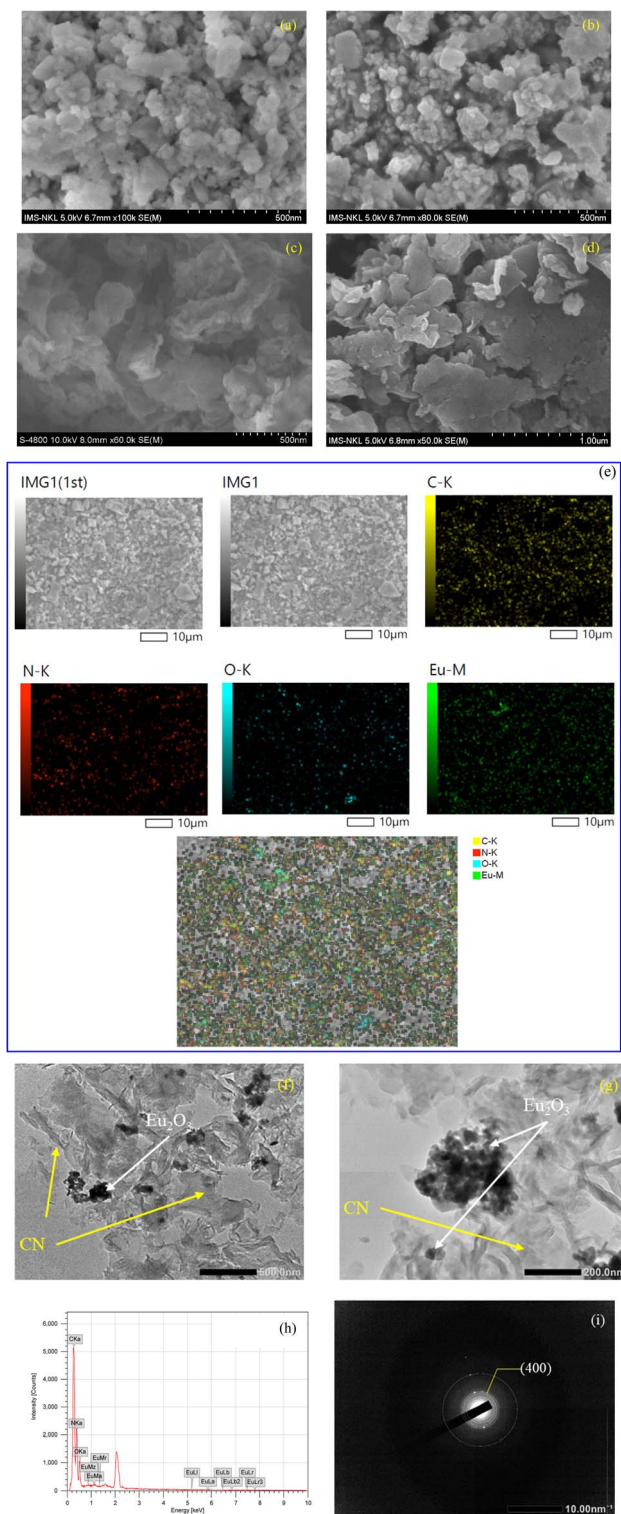 (a)
IMS-NKL 5.0kV 6.7mm x100k SE(M) 500nm
(b)
IMS-NKL 5.0kV 6.7mm x80.0k SE(M) 500nm
(c)
S-4800 10.0kV 8.0mm x60.0k SE(M) 500nm
(d)
IMS-NKL 5.0kV 6.8mm x50.0k SE(M) 1.00um
(e)
IMG1(1st) IMG1 C-K
10μm 10μm 10μm
N-K O-K Eu-M
10μm 10μm 10μm
C-K
N-K
O-K
Eu-M
(f)
Eu₂O₃
CN
500.0nm
(g)
Eu₂O₃
CN
200.0nm
(h)
Intensity [Counts]
6,000
5,000
4,000
3,000
2,000
1,000
0
CKa
NKa
OKa
EuMz
EuMa
EuMr
EuLl
EuLa
EuLb
EuLb2
EuLr
EuLr3
0 1 2 3 4 5 6 7 8 9 10
Energy [keV]
(i)
(400)
10.00nm⁻¹